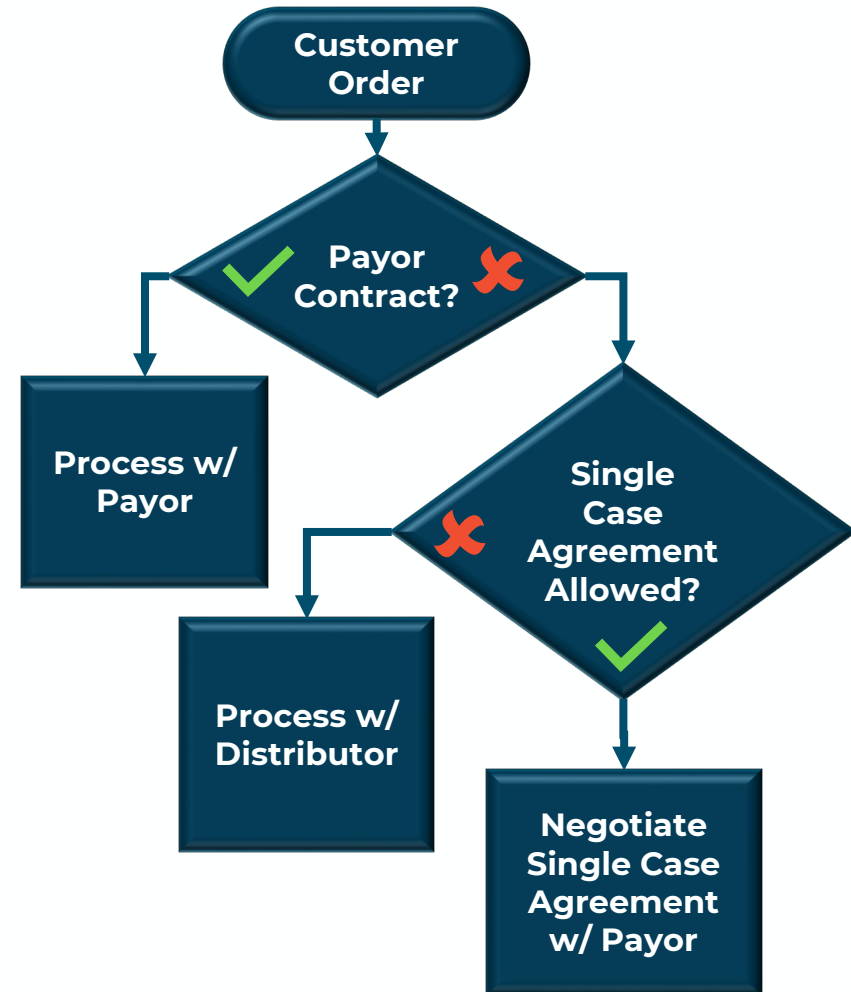 Customer
Order
Payor
Contract?
Process w/
Payor
Single
Case
Agreement
Allowed?
Process w/
Distributor
Negotiate
Single Case
Agreement
w/ Payor